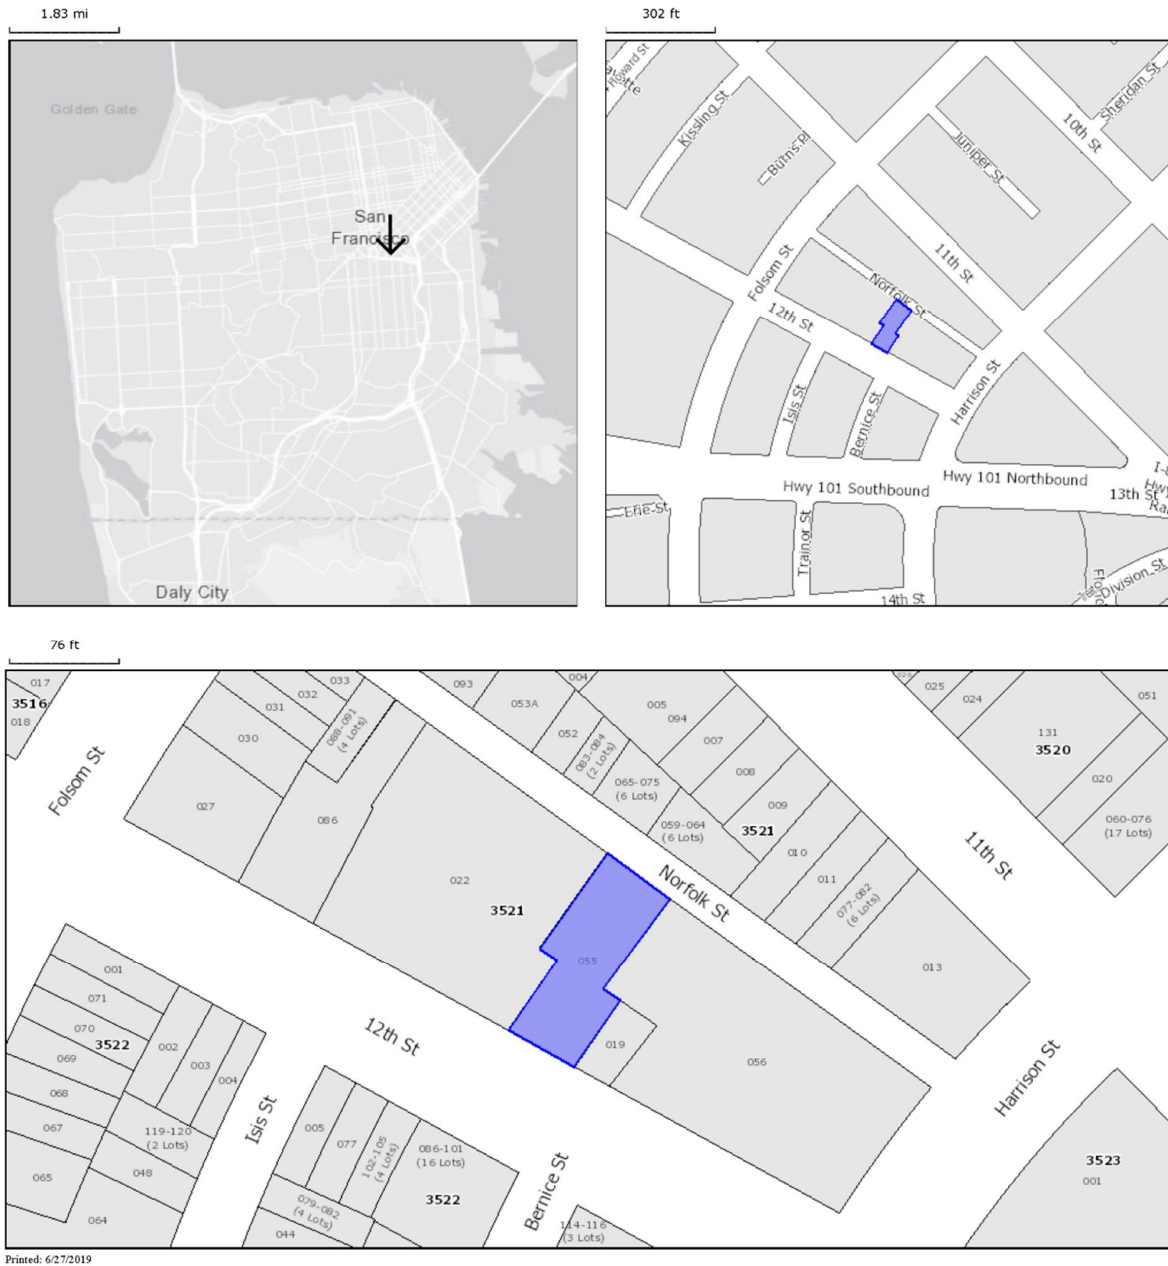 1.83 mi
302 ft
Golden Gate
San
Francisco
Daly City
Howard St
Kissling St
Burns Pl
Sheridan St
10th St
Juniper St
11th St
Folsom St
Norfolk St
12th St
Isis St
Bernice St
Harrison St
Hwy 101 Southbound
Hwy 101 Northbound
13th St
Erie St
Trainor St
14th St
Division St
76 ft
017
3516
018
033
032
031
030
088-091
(4 Lots)
027
086
Folsom St
093
053A
004
052
083-084
(2 Lots)
005
094
007
065-075
(6 Lots)
008
059-064
(6 Lots)
009
3521
010
011
077-082
(6 Lots)
013
025
024
051
131
3520
020
060-076
(17 Lots)
11th St
022
3521
Norfolk St
055
019
056
12th St
Harrison St
001
071
070
3522
069
068
067
065
064
002
003
004
119-120
(2 Lots)
048
Isis St
005
077
102-105
(4 Lots)
086-101
(16 Lots)
3522
079-082
(4 Lots)
044
Bernice St
114-116
(3 Lots)
3523
001
Printed: 6/27/2019